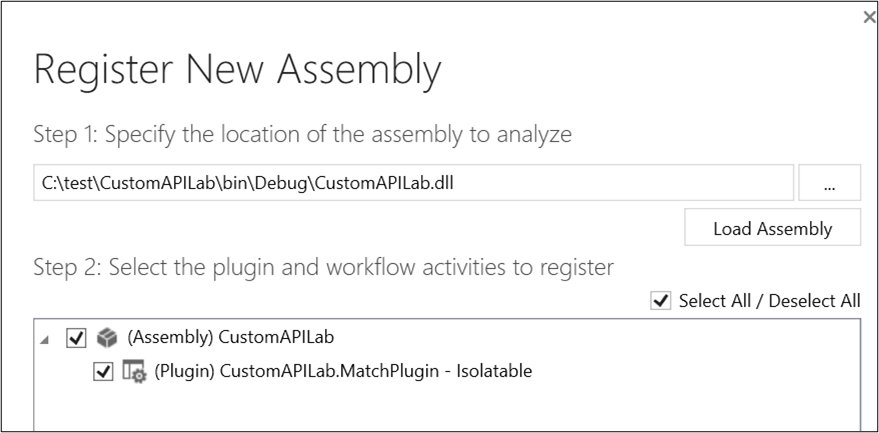 Register New Assembly
Step 1: Specify the location of the assembly to analyze
C:\test\CustomAPILab\bin\Debug\CustomAPILab.dll
...
Load Assembly
Step 2: Select the plugin and workflow activities to register
Select All / Deselect All
(Assembly) CustomAPILab
(Plugin) CustomAPILab.MatchPlugin - Isolatable